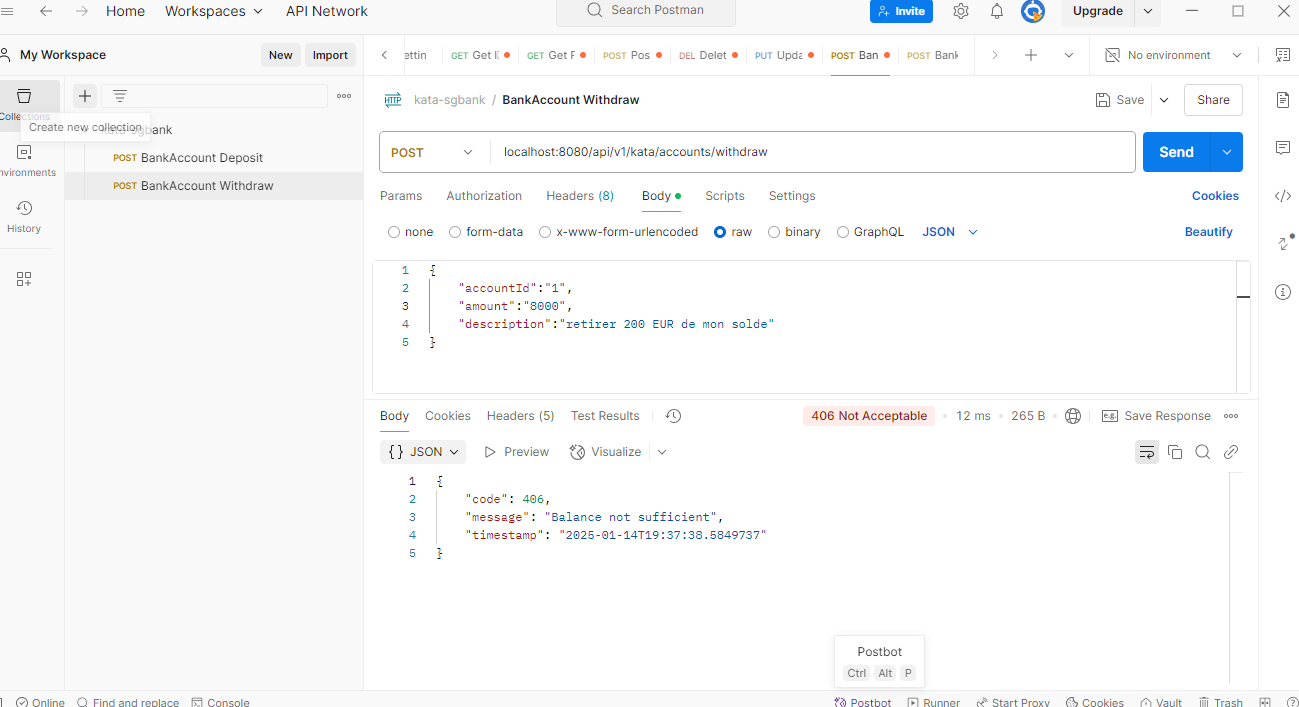 Home Workspaces API Network Search Postman Invite Upgrade
My Workspace New Import
ettin GET Get GET Get F POST Pos DEL Delet PUT Upda POST Ban POST Bank No environment
Collections
Create new collection
kata-sgbank
POST BankAccount Deposit
POST BankAccount Withdraw
nvironments
History
HTTP kata-sgbank / BankAccount Withdraw Save Share
POST localhost:8080/api/v1/kata/accounts/withdraw Send
Params Authorization Headers (8) Body Scripts Settings Cookies
none form-data x-www-form-urlencoded raw binary GraphQL JSON Beautify
1 {
2 "accountId":"1",
3 "amount":"8000",
4 "description":"retirer 200 EUR de mon solde"
5 }
Body Cookies Headers (5) Test Results 406 Not Acceptable 12 ms 265 B e.g. Save Response
{} JSON Preview Visualize
1 {
2 "code": 406,
3 "message": "Balance not sufficient",
4 "timestamp": "2025-01-14T19:37:38.5849737"
5 }
Postbot
Ctrl Alt P
Online Find and replace Console Postbot Runner Start Proxy Cookies Vault Trash